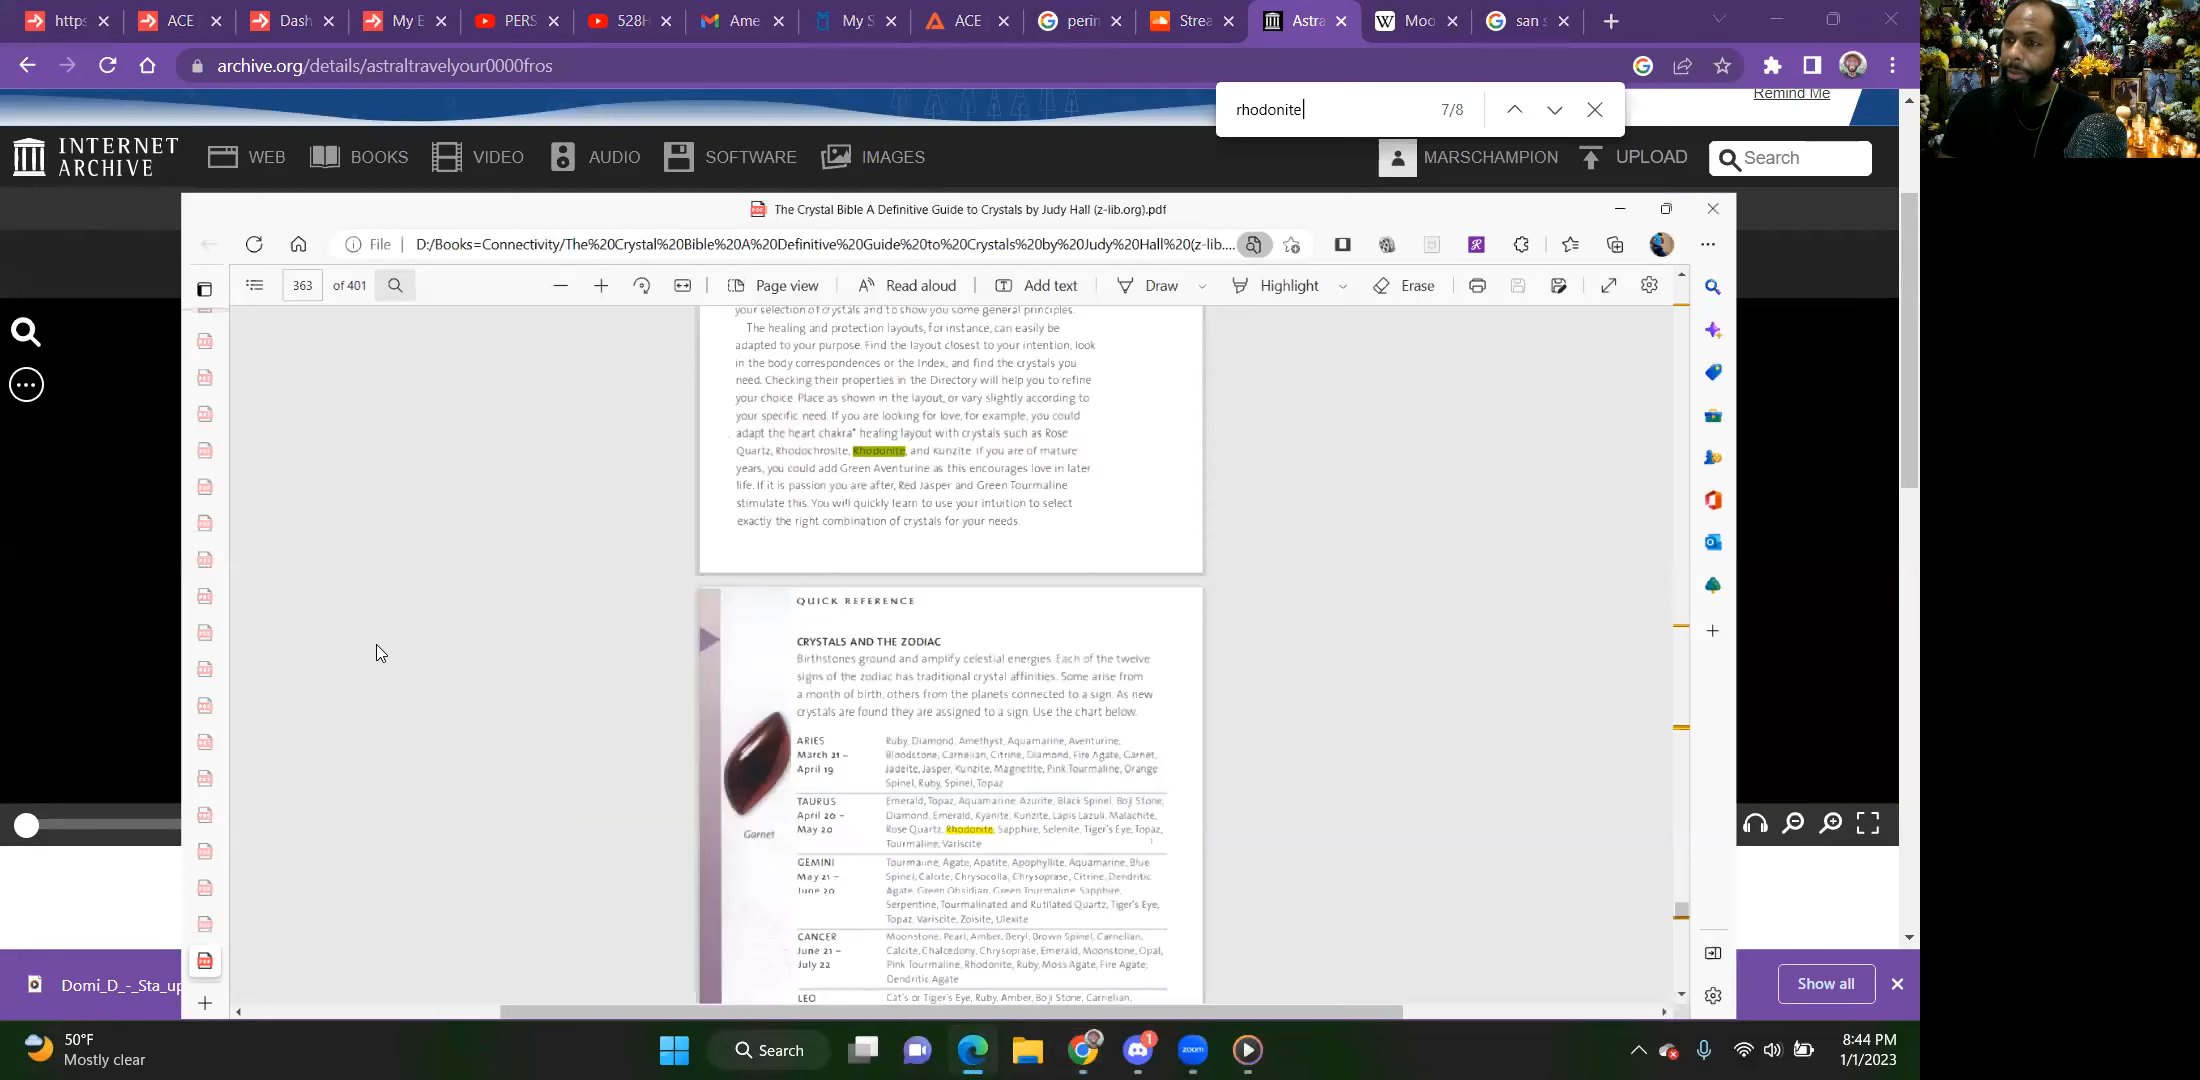 https
ACE
Dash
My E
PERS
528H
Ame
My S
ACE
perin
Strea
Astra
Moo
san s
archive.org/details/astraltravelyour0000fros
rhodonite
7/8
Remind Me
INTERNET
ARCHIVE
WEB
BOOKS
VIDEO
AUDIO
SOFTWARE
IMAGES
MARSCHAMPION
UPLOAD
Search
The Crystal Bible A Definitive Guide to Crystals by Judy Hall (z-lib.org).pdf
File
D:/Books=Connectivity/The%20Crystal%20Bible%20A%20Definitive%20Guide%20to%20Crystals%20by%20Judy%20Hall%20(z-lib....
363
of 401
Page view
Read aloud
Add text
Draw
Highlight
Erase
your selection of crystals and to show you some general principles.
The healing and protection layouts, for instance, can easily be
adapted to your purpose. Find the layout closest to your intention, look
in the body correspondences or the Index, and find the crystals you
need. Checking their properties in the Directory will help you to refine
your choice. Place as shown in the layout, or vary slightly according to
your specific need. If you are looking for love, for example, you could
adapt the heart chakra* healing layout with crystals such as Rose
Quartz, Rhodochrosite, Rhodonite, and Kunzite. If you are of mature
years, you could add Green Aventurine as this encourages love in later
life. If it is passion you are after, Red Jasper and Green Tourmaline
stimulate this. You will quickly learn to use your intuition to select
exactly the right combination of crystals for your needs.
QUICK REFERENCE
CRYSTALS AND THE ZODIAC
Birthstones ground and amplify celestial energies. Each of the twelve
signs of the zodiac has traditional crystal affinities. Some arise from
a month of birth, others from the planets connected to a sign. As new
crystals are found they are assigned to a sign. Use the chart below.
ARIES
March 21 –
April 19
Ruby, Diamond, Amethyst, Aquamarine, Aventurine,
Bloodstone, Carnelian, Citrine, Diamond, Fire Agate, Garnet,
Jadeite, Jasper, Kunzite, Magnetite, Pink Tourmaline, Orange
Spinel, Ruby, Spinel, Topaz
TAURUS
April 20 –
May 20
Emerald, Topaz, Aquamarine, Azurite, Black Spinel, Boji Stone,
Diamond, Emerald, Kyanite, Kunzite, Lapis Lazuli, Malachite,
Rose Quartz, Rhodonite, Sapphire, Selenite, Tiger's Eye, Topaz,
Tourmaline, Variscite
Garnet
GEMINI
May 21 –
June 20
Tourmaline, Agate, Apatite, Apophyllite, Aquamarine, Blue
Spinel, Calcite, Chrysocolla, Chrysoprase, Citrine, Dendritic
Agate, Green Obsidian, Green Tourmaline, Sapphire,
Serpentine, Tourmalinated and Rutilated Quartz, Tiger's Eye,
Topaz, Variscite, Zoisite, Ulexite
CANCER
June 21 –
July 22
Moonstone, Pearl, Amber, Beryl, Brown Spinel, Carnelian,
Calcite, Chalcedony, Chrysoprase, Emerald, Moonstone, Opal,
Pink Tourmaline, Rhodonite, Ruby, Moss Agate, Fire Agate,
Dendritic Agate
LEO
Cat's or Tiger's Eye, Ruby, Amber, Boji Stone, Carnelian,
Domi_D_-_Sta_up
Show all
50°F
Mostly clear
Search
zoom
1
8:44 PM
1/1/2023